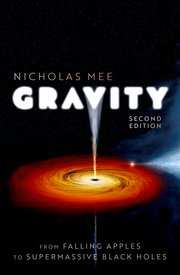 NICHOLAS MEE
GRAVITY
SECOND
EDITION
FROM FALLING APPLES
TO SUPERMASSIVE BLACK HOLES